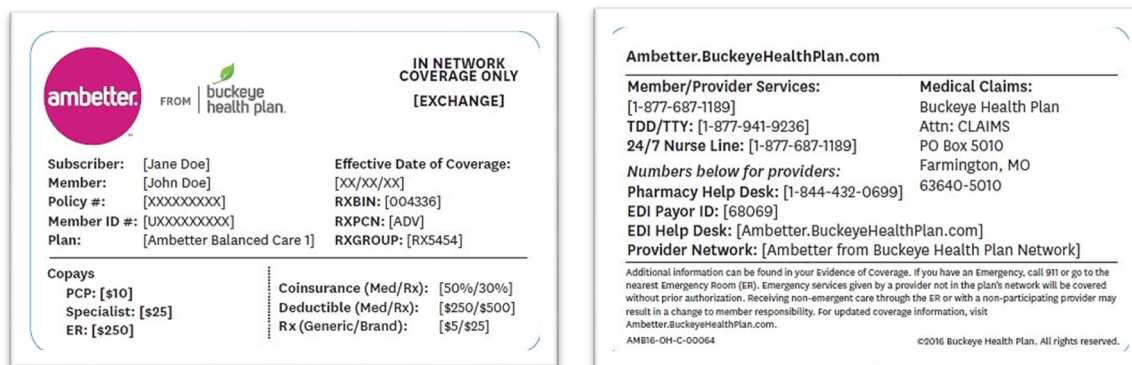 ambetter.
FROM
buckeye
health plan.
IN NETWORK
COVERAGE ONLY
[EXCHANGE]
Subscriber: [Jane Doe]
Member: [John Doe]
Policy #: [XXXXXXXXX]
Member ID #: [UXXXXXXXXX]
Plan: [Ambetter Balanced Care 1]
Effective Date of Coverage:
[XX/XX/XX]
RXBIN: [004336]
RXPCN: [ADV]
RXGROUP: [RX5454]
Copays
PCP: [$10]
Specialist: [$25]
ER: [$250]
Coinsurance (Med/Rx): [50%/30%]
Deductible (Med/Rx): [$250/$500]
Rx (Generic/Brand): [$5/$25]
Ambetter.BuckeyeHealthPlan.com
Member/Provider Services:
[1-877-687-1189]
TDD/TTY: [1-877-941-9236]
24/7 Nurse Line: [1-877-687-1189]
Numbers below for providers:
Pharmacy Help Desk: [1-844-432-0699]
EDI Payor ID: [68069]
EDI Help Desk: [Ambetter.BuckeyeHealthPlan.com]
Provider Network: [Ambetter from Buckeye Health Plan Network]
Medical Claims:
Buckeye Health Plan
Attn: CLAIMS
PO Box 5010
Farmington, MO
63640-5010
Additional information can be found in your Evidence of Coverage. If you have an Emergency, call 911 or go to the
nearest Emergency Room (ER). Emergency services given by a provider not in the plan's network will be covered
without prior authorization. Receiving non-emergent care through the ER or with a non-participating provider may
result in a change to member responsibility. For updated coverage information, visit
Ambetter.BuckeyeHealthPlan.com.
AMB16-OH-C-00064
©2016 Buckeye Health Plan. All rights reserved.